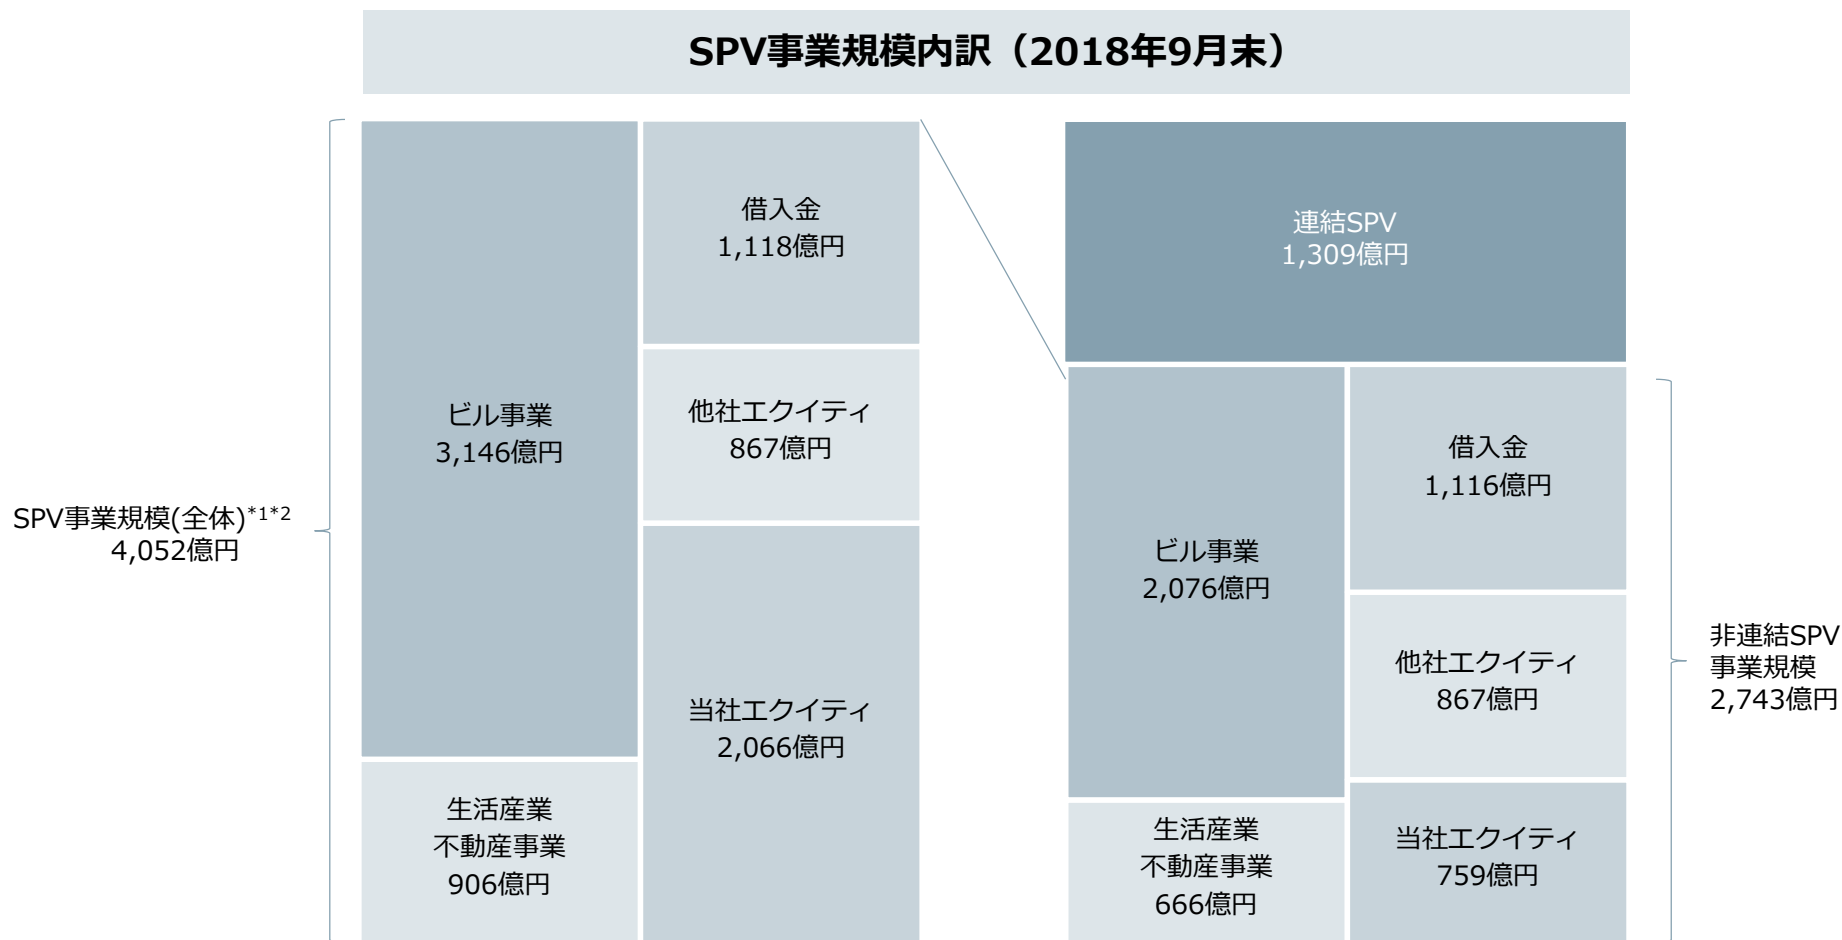 SPV事業規模内訳（2018年9月末）
SPV事業規模(全体)*1*2
4,052億円
ビル事業
3,146億円
生活産業
不動産事業
906億円
借入金
1,118億円
他社エクイティ
867億円
当社エクイティ
2,066億円
連結SPV
1,309億円
ビル事業
2,076億円
生活産業
不動産事業
666億円
借入金
1,116億円
他社エクイティ
867億円
当社エクイティ
759億円
非連結SPV
事業規模
2,743億円